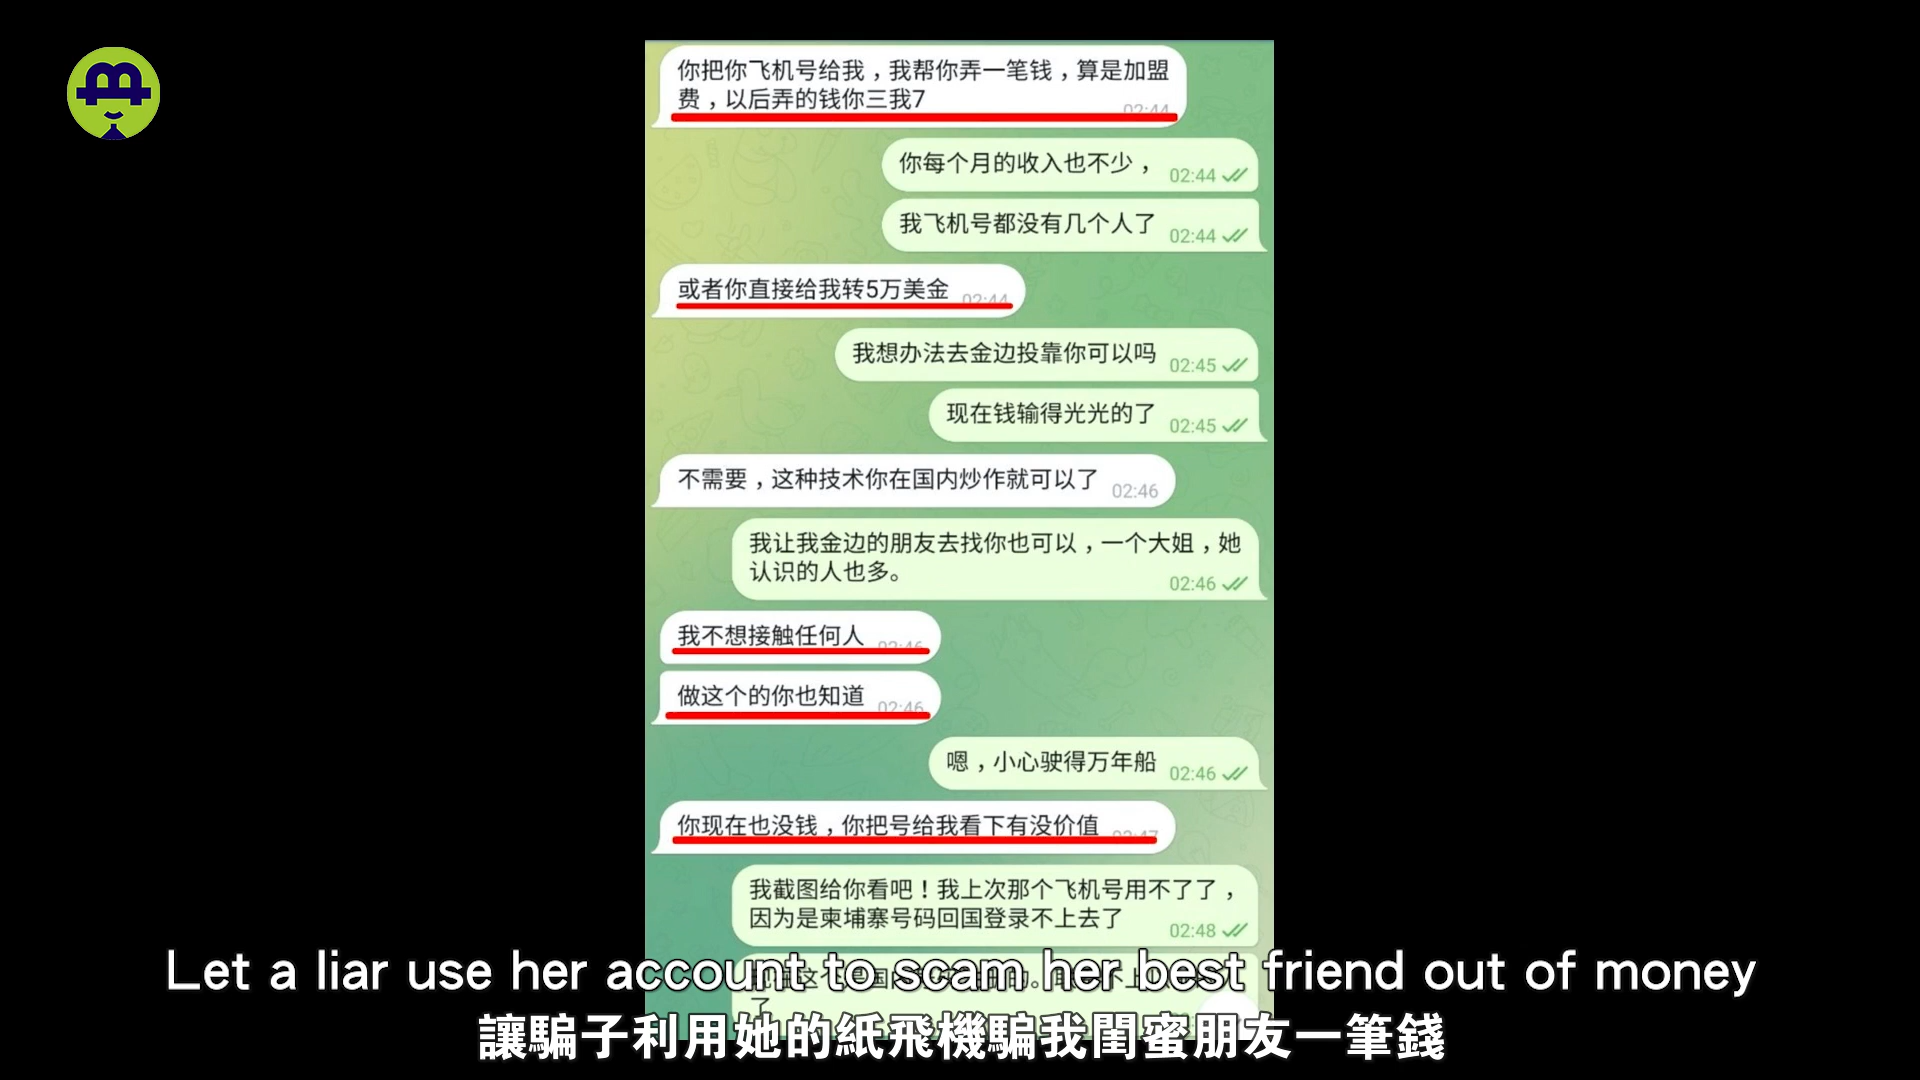 你把你飞机号给我，我帮你弄一笔钱，算是加盟
费，以后弄的钱你三我7
02:44
你每个月的收入也不少，
02:44
我飞机号都没有几个人了
02:44
或者你直接给我转5万美金
02:44
我想办法去金边投靠你可以吗
02:45
现在钱输得光光的了
02:45
不需要，这种技术你在国内炒作就可以了
02:46
我让我金边的朋友去找你也可以，一个大姐，她
认识的人也多。
02:46
我不想接触任何人
02:46
做这个的你也知道
02:46
嗯，小心驶得万年船
02:46
你现在也没钱，你把号给我看下有没价值
02:47
我截图给你看吧！我上次那个飞机号用不了了，
因为是柬埔寨号码回国登录不上去了
02:48
Let a liar use her account to scam her best friend out of money
讓騙子利用她的紙飛機騙我閨蜜朋友一筆錢